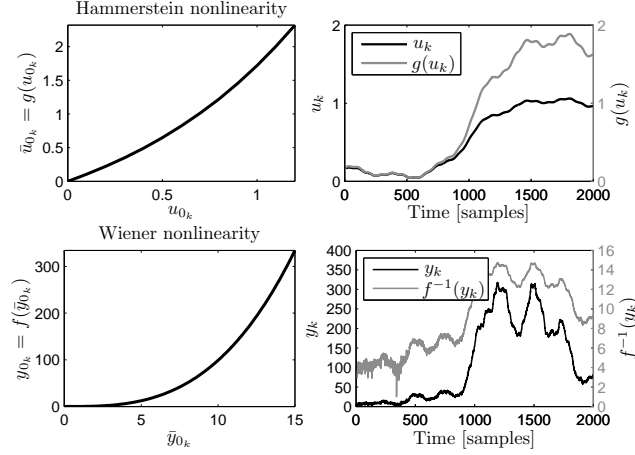 Hammerstein nonlinearity
ū₀ₖ = g(u₀ₖ)
2
1.5
1
0.5
0
0 0.5 1
u₀ₖ
uₖ
2
1
0
uₖ
g(uₖ)
2
1
0
g(uₖ)
0 500 1000 1500 2000
Time [samples]
Wiener nonlinearity
y₀ₖ = f(ȳ₀ₖ)
300
200
100
0
0 5 10 15
ȳ₀ₖ
yₖ
400
350
300
250
200
150
100
50
0
yₖ
f⁻¹(yₖ)
16
14
12
10
8
6
4
2
0
f⁻¹(yₖ)
0 500 1000 1500 2000
Time [samples]